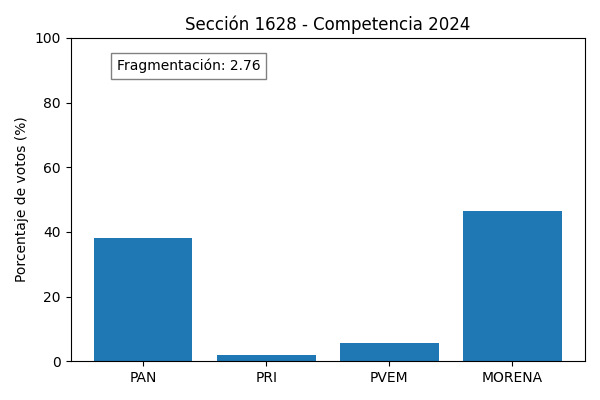 Sección 1628 - Competencia 2024
Fragmentación: 2.76
Porcentaje de votos (%)
100
80
60
40
20
0
PAN PRI PVEM MORENA